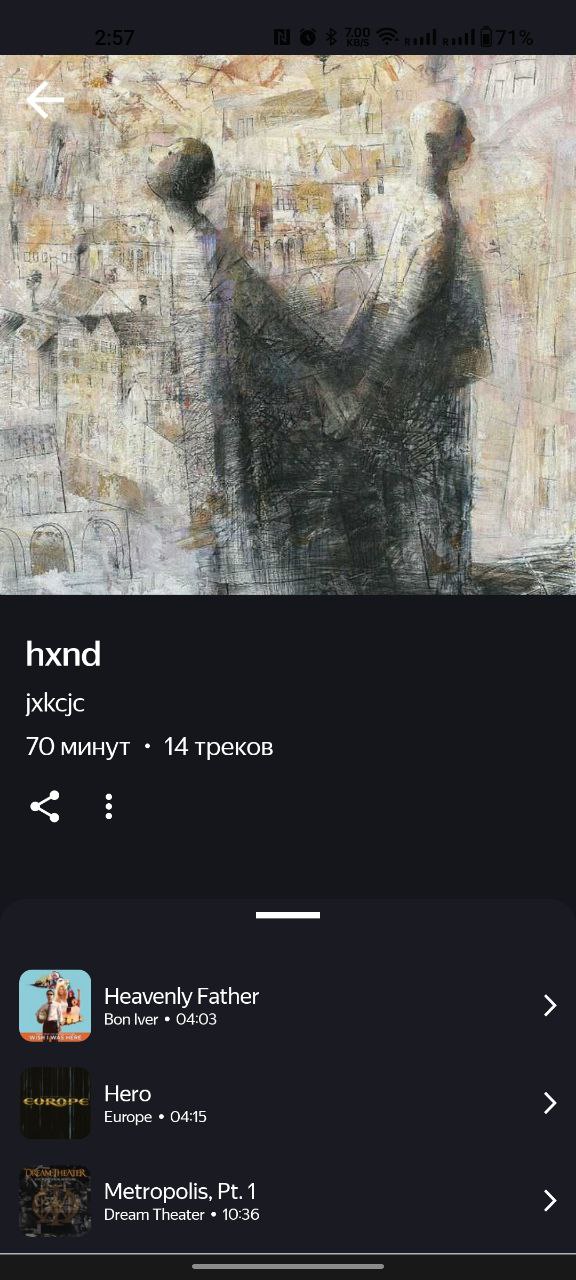 2:57
7.00
KB/S
R
R
71%
hxnd
jxkcjc
70 минут • 14 треков
WISH I WAS HERE
Heavenly Father
Bon Iver • 04:03
EUROPE
Hero
Europe • 04:15
DREAM THEATER
Metropolis, Pt. 1
Dream Theater • 10:36